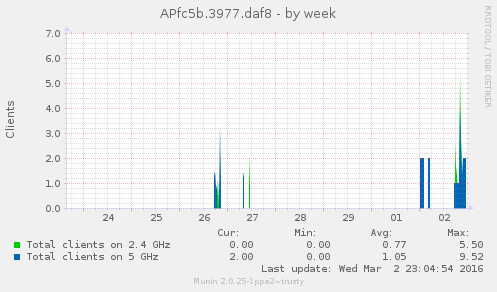 APfc5b.3977.daf8 - by week
RRDTOOL / TOBI OETIKER
Clients
7.0
6.0
5.0
4.0
3.0
2.0
1.0
0.0
24 25 26 27 28 29 01 02
Cur: Min: Avg: Max:
Total clients on 2.4 GHz 0.00 0.00 0.77 5.50
Total clients on 5 GHz 2.00 0.00 1.05 9.52
Last update: Wed Mar 2 23:04:54 2016
Munin 2.0.25-1ppa2~trusty